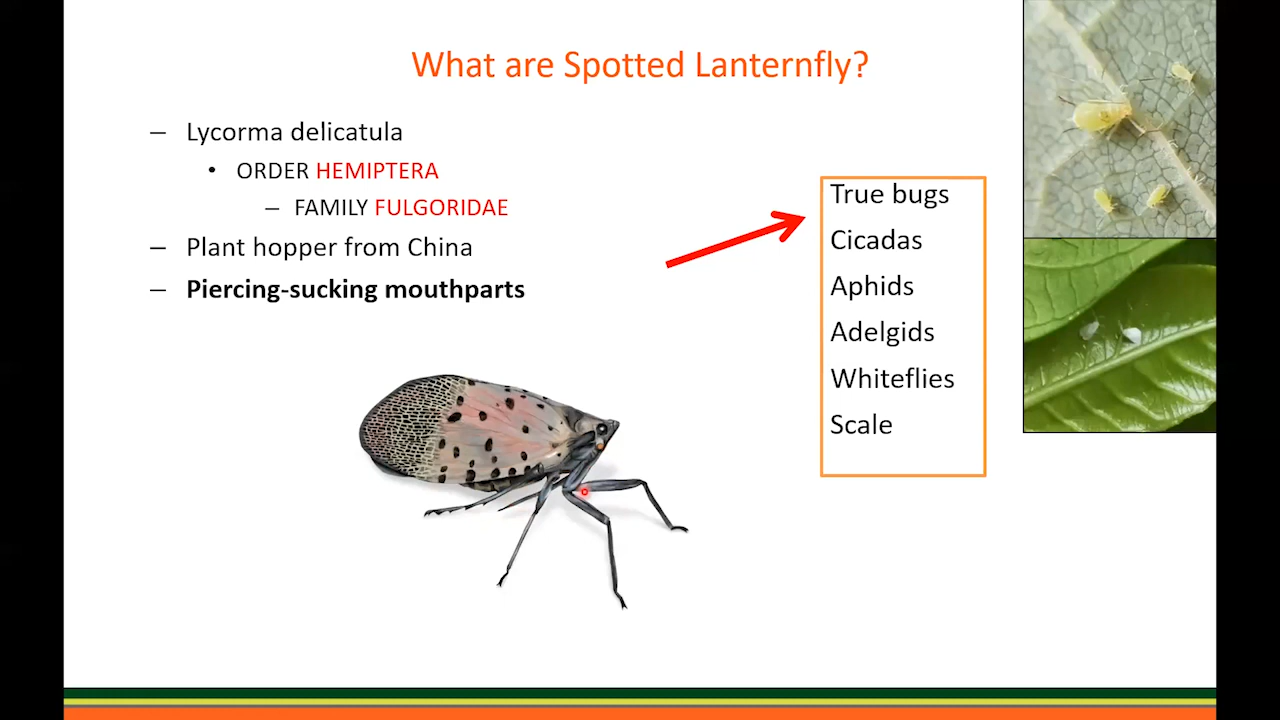 What are Spotted Lanternfly?
– Lycorma delicatula
• ORDER HEMIPTERA
– FAMILY FULGORIDAE
– Plant hopper from China
– Piercing-sucking mouthparts
True bugs
Cicadas
Aphids
Adelgids
Whiteflies
Scale